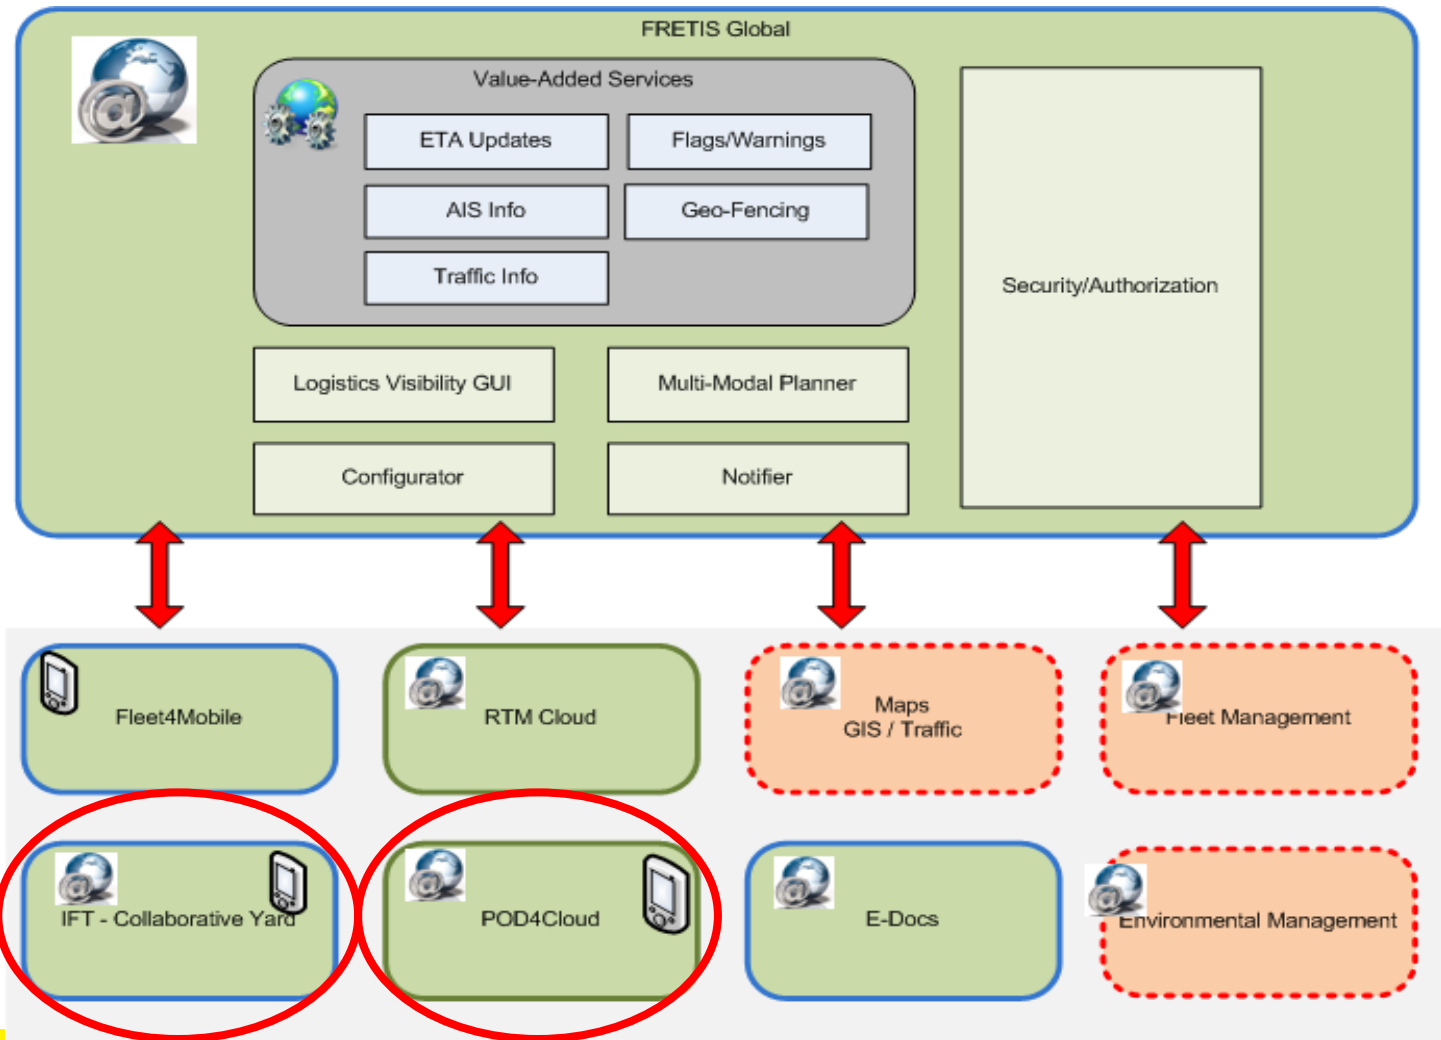 FRETIS Global
Value-Added Services
ETA Updates
Flags/Warnings
AIS Info
Geo-Fencing
Traffic Info
Security/Authorization
Logistics Visibility GUI
Multi-Modal Planner
Configurator
Notifier
Fleet4Mobile
RTM Cloud
Maps
GIS / Traffic
Fleet Management
IFT - Collaborative Yard
POD4Cloud
E-Docs
Environmental Management